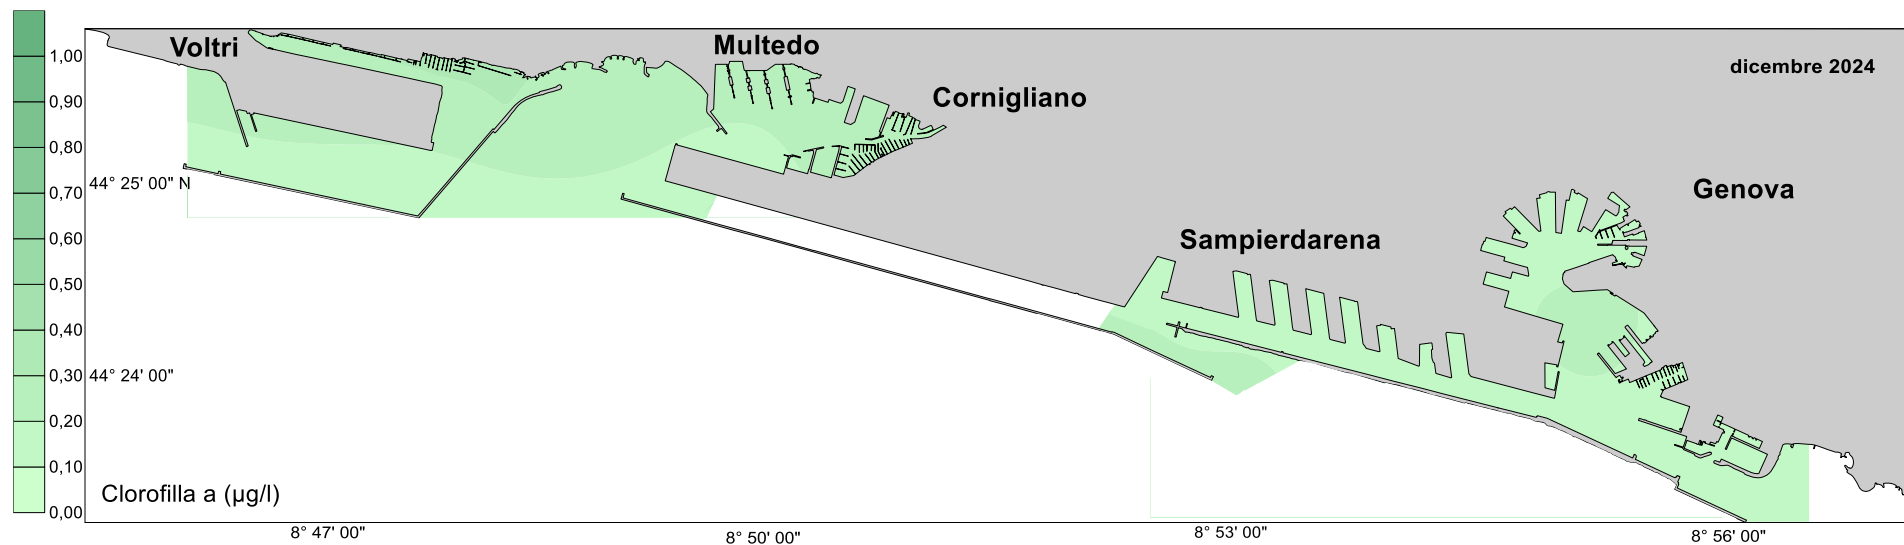 Voltri
Multedo
Cornigliano
dicembre 2024
Genova
Sampierdarena
1,00
0,90
0,80
0,70
0,60
0,50
0,40
0,30
0,20
0,10
0,00
44° 25' 00" N
44° 24' 00"
Clorofilla a (µg/l)
8° 47' 00"
8° 50' 00"
8° 53' 00"
8° 56' 00"